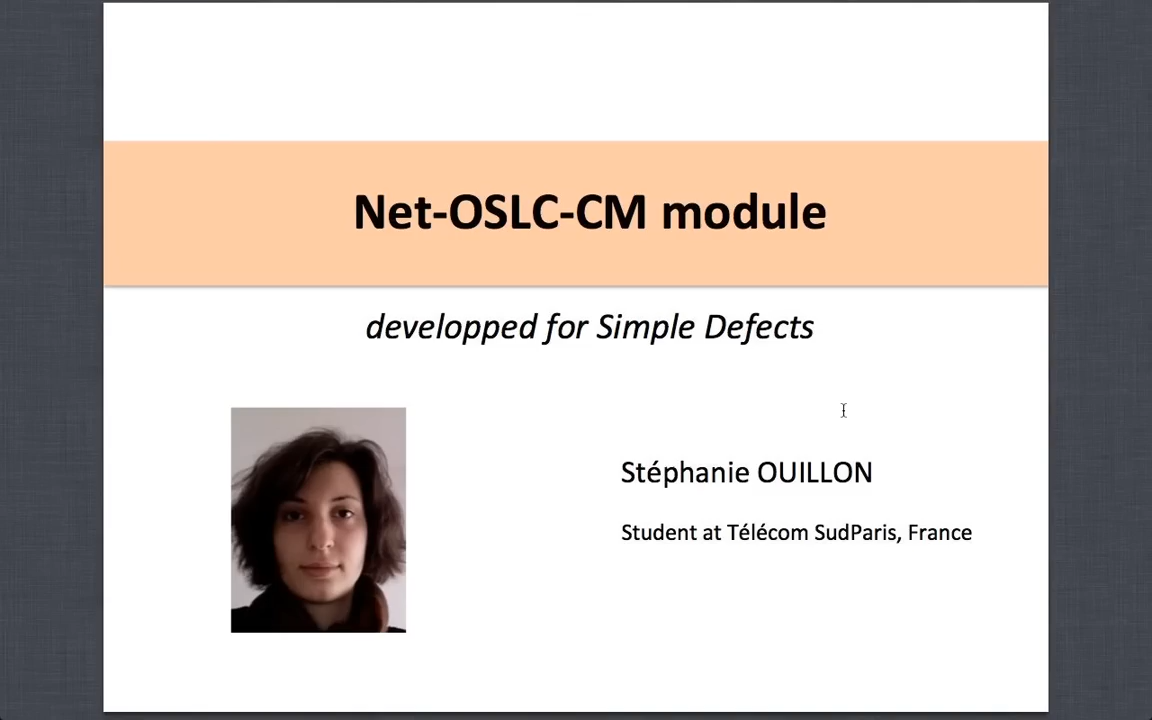 Net-OSLC-CM module
developped for Simple Defects
Stéphanie OUILLON
Student at Télécom SudParis, France